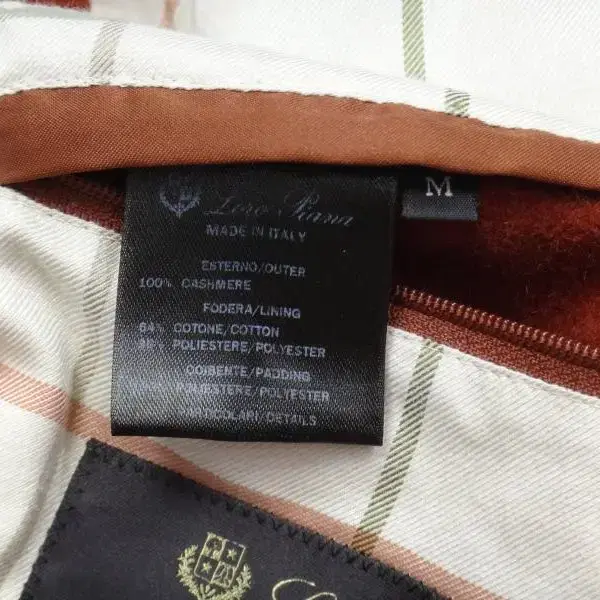 M
Loro Piana
MADE IN ITALY
ESTERNO/OUTER
100% CASHMERE
FODERA/LINING
64% COTONE/COTTON
POLIESTERE/POLYESTER
COIBENTE/PADDING
POLIESTERE/POLYESTER
PARTICOLARI/DETAILS
L